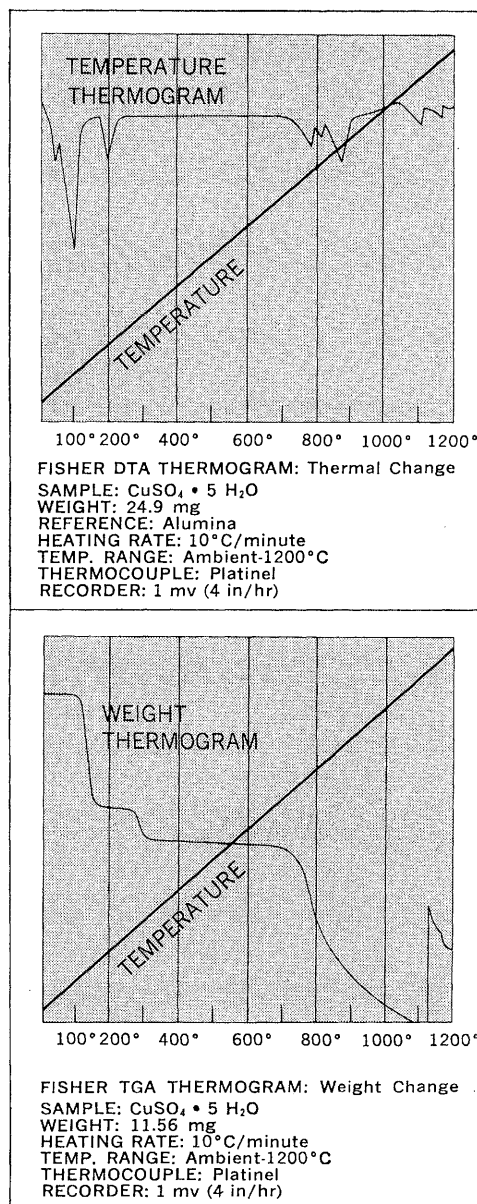 TEMPERATURE
THERMOGRAM
TEMPERATURE
100° 200° 400° 600° 800° 1000° 1200°
FISHER DTA THERMOGRAM: Thermal Change
SAMPLE: CuSO₄ • 5 H₂O
WEIGHT: 24.9 mg
REFERENCE: Alumina
HEATING RATE: 10°C/minute
TEMP. RANGE: Ambient-1200°C
THERMOCOUPLE: Platinel
RECORDER: 1 mv (4 in/hr)
WEIGHT
THERMOGRAM
TEMPERATURE
100° 200° 400° 600° 800° 1000° 1200°
FISHER TGA THERMOGRAM: Weight Change
SAMPLE: CuSO₄ • 5 H₂O
WEIGHT: 11.56 mg
HEATING RATE: 10°C/minute
TEMP. RANGE: Ambient-1200°C
THERMOCOUPLE: Platinel
RECORDER: 1 mv (4 in/hr)